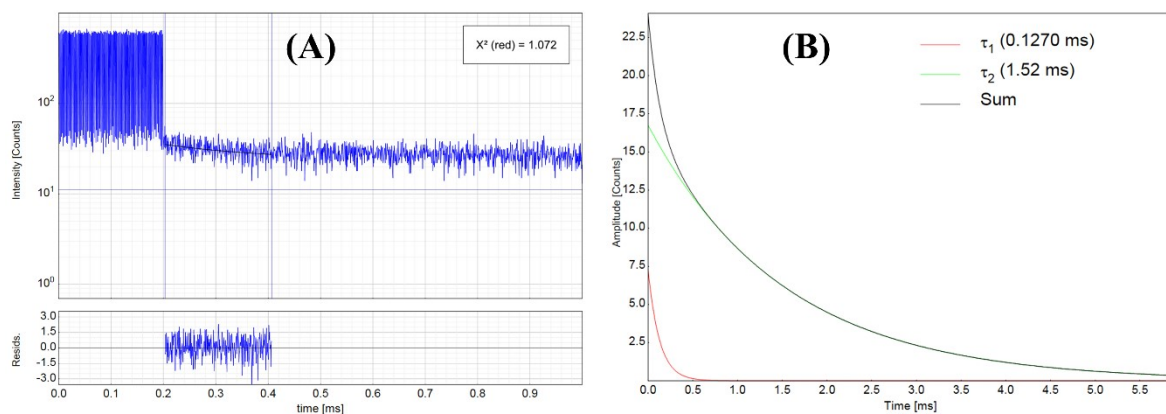 (A)
X² (red) = 1.072
Intensity [Counts]
10²
10¹
10⁰
Resids.
3.0
1.5
0.0
-1.5
-3.0
0.0 0.1 0.2 0.3 0.4 0.5 0.6 0.7 0.8 0.9
time [ms]
(B)
τ₁ (0.1270 ms)
τ₂ (1.52 ms)
Sum
Amplitude [Counts]
22.5
20.0
17.5
15.0
12.5
10.0
7.5
5.0
2.5
0.0 0.5 1.0 1.5 2.0 2.5 3.0 3.5 4.0 4.5 5.0 5.5
Time [ms]